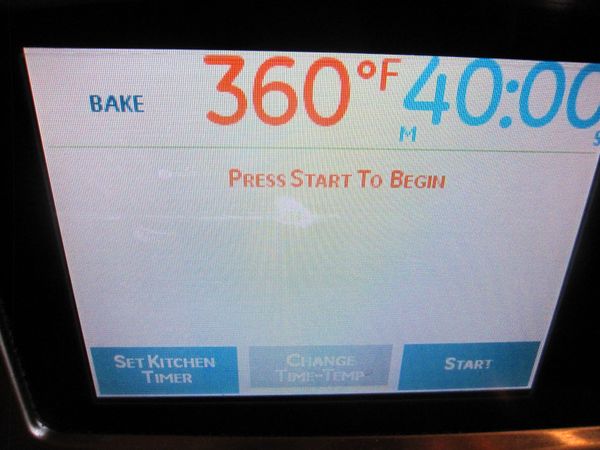 BAKE 360°F 40:00
M S
PRESS START TO BEGIN
SET KITCHEN
TIMER
CHANGE
TIME-TEMP
START